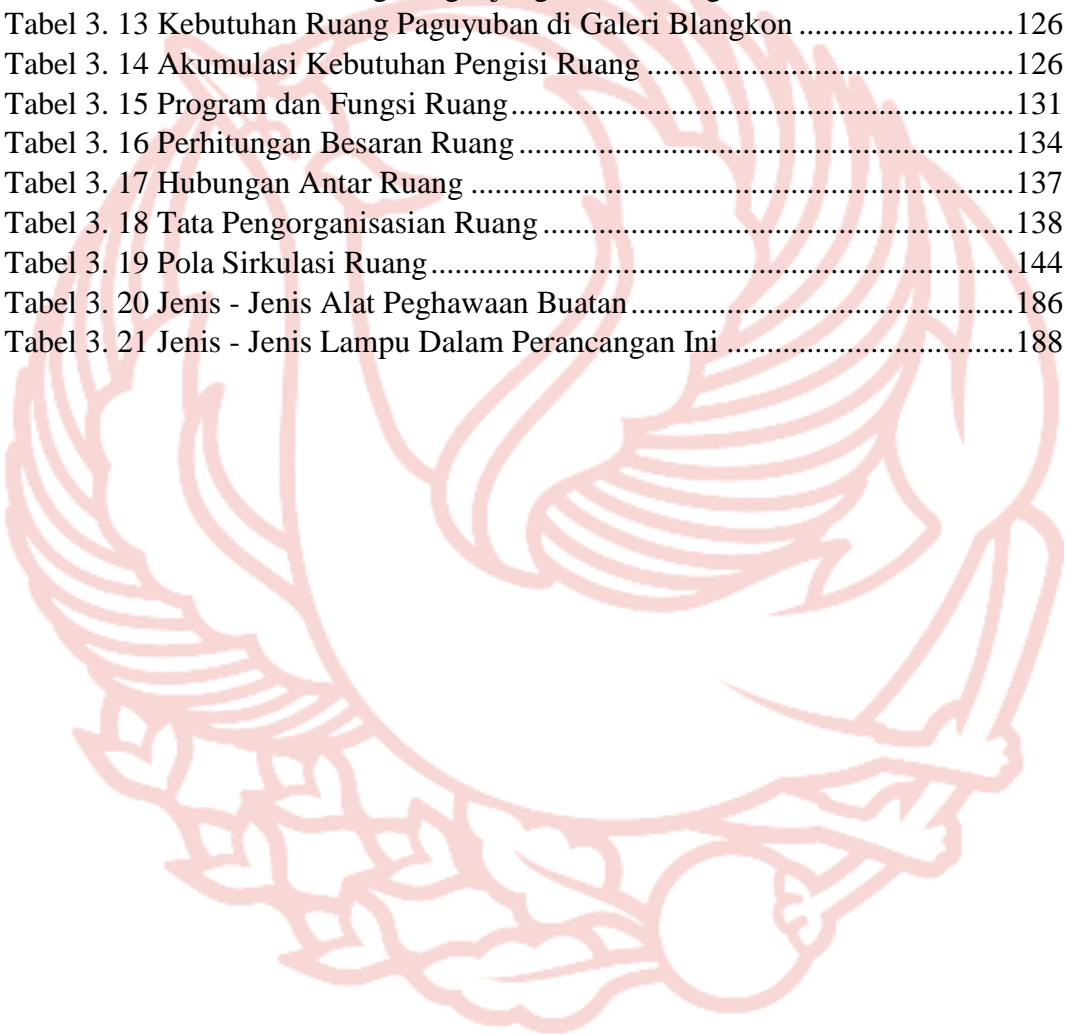 Tabel 3. 13 Kebutuhan Ruang Paguyuban di Galeri Blangkon ..........................126
Tabel 3. 14 Akumulasi Kebutuhan Pengisi Ruang ............................................126
Tabel 3. 15 Program dan Fungsi Ruang.............................................................131
Tabel 3. 16 Perhitungan Besaran Ruang ............................................................134
Tabel 3. 17 Hubungan Antar Ruang ..................................................................137
Tabel 3. 18 Tata Pengorganisasian Ruang .........................................................138
Tabel 3. 19 Pola Sirkulasi Ruang.......................................................................144
Tabel 3. 20 Jenis - Jenis Alat Peghawaan Buatan..............................................186
Tabel 3. 21 Jenis - Jenis Lampu Dalam Perancangan Ini ...................................188